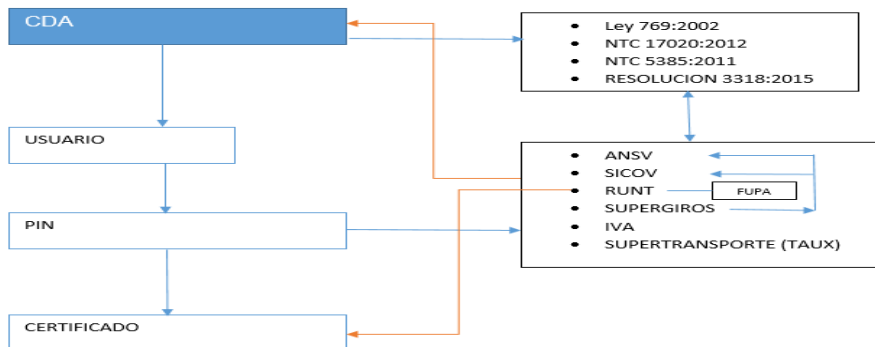 CDA
Ley 769:2002
NTC 17020:2012
NTC 5385:2011
RESOLUCION 3318:2015
USUARIO
PIN
CERTIFICADO
ANSV
SICOV
RUNT
FUPA
SUPERGIROS
IVA
SUPERTRANSPORTE (TAUX)